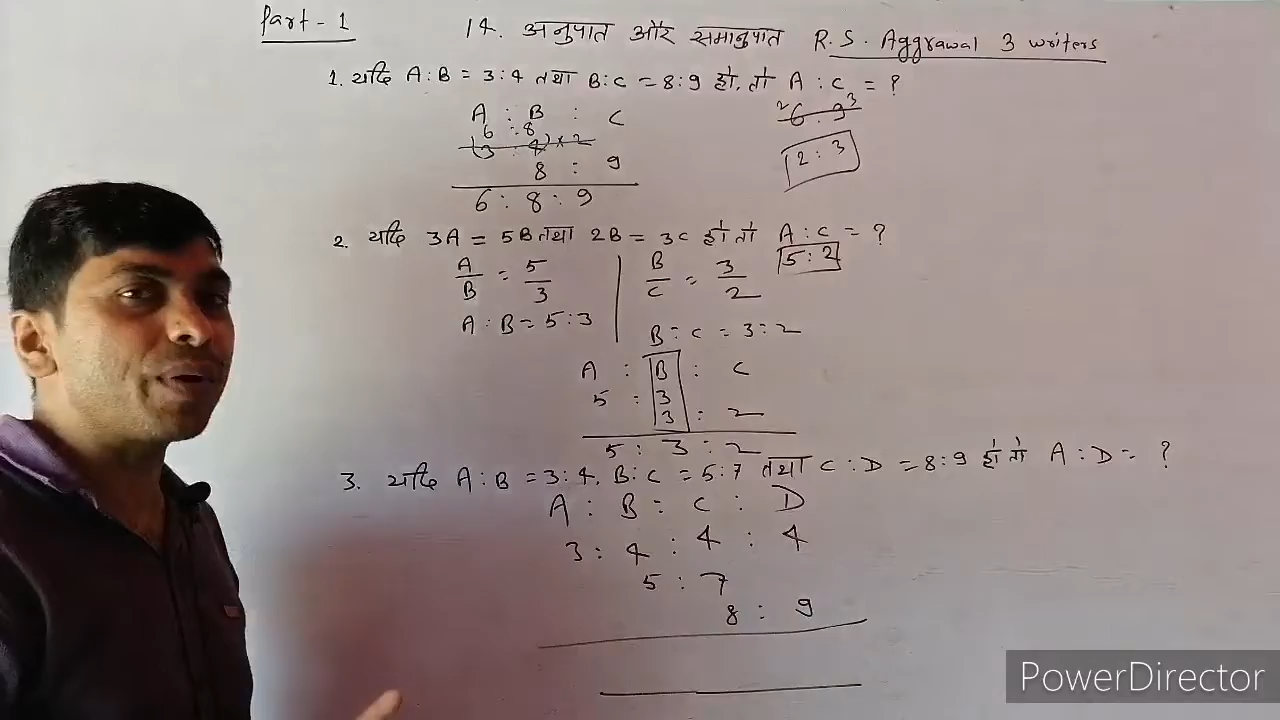 Part - 1
14. अनुपात और समानुपात R. S. Aggrawal 3 writers
1. यदि A:B = 3:4 तथा B:C = 8:9 हो, तो A : C = ?
A : B : C
6 : 8
(3 : 4) × 2
8 : 9
6 : 8 : 9
2 6 : 9 3
2 : 3
2. यदि 3A = 5B तथा 2B = 3C हो तो A:C = ?
5 : 2
A/B = 5/3
B/C = 3/2
A : B = 5 : 3
B : C = 3 : 2
A : B : C
5 : 3
3 : 2
5 : 3 : 2
3. यदि A:B = 3:4, B:C = 5:7 तथा C:D = 8:9 हो तो A:D = ?
A : B : C : D
3 : 4 : 4 : 4
5 : 7
8 : 9
PowerDirector